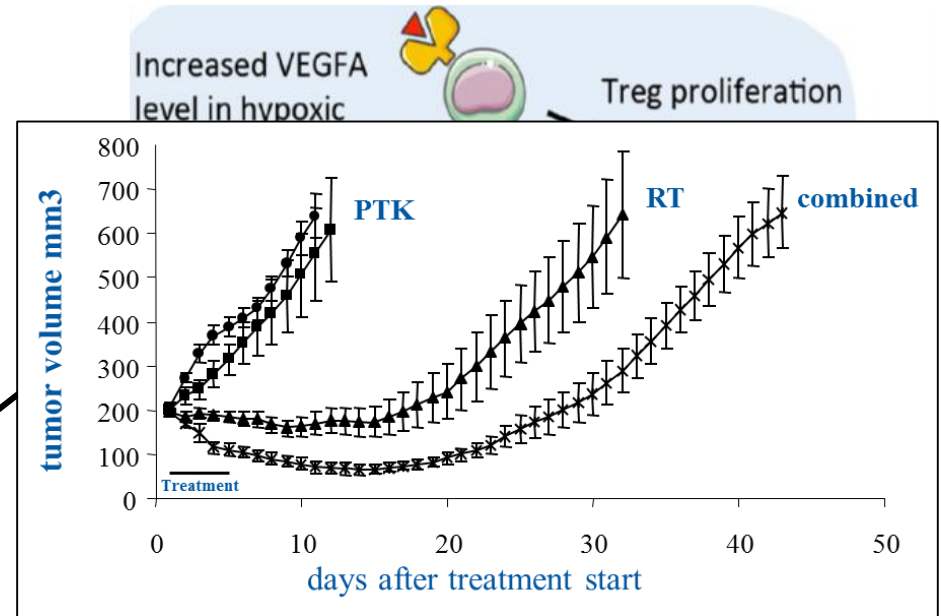 Increased VEGFA
level in hypoxic
Treg proliferation
800
700
600
500
400
300
200
100
0
tumor volume mm3
PTK
RT
combined
Treatment
0 10 20 30 40 50
days after treatment start